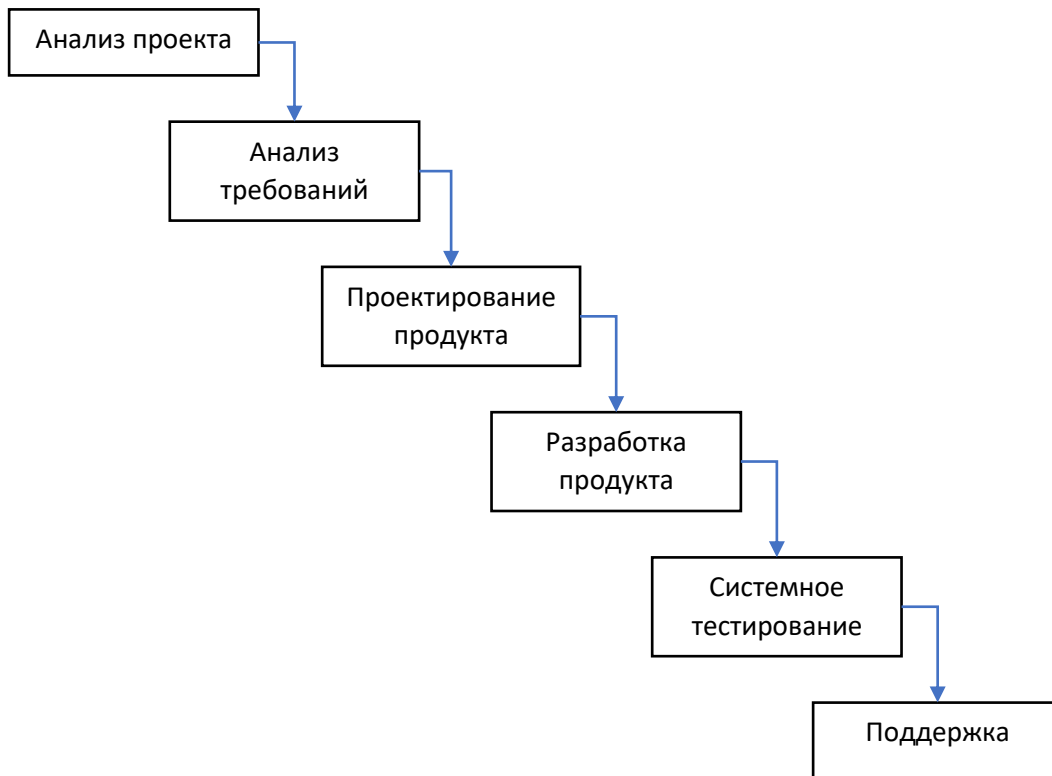 Анализ проекта
Анализ
требований
Проектирование
продукта
Разработка
продукта
Системное
тестирование
Поддержка